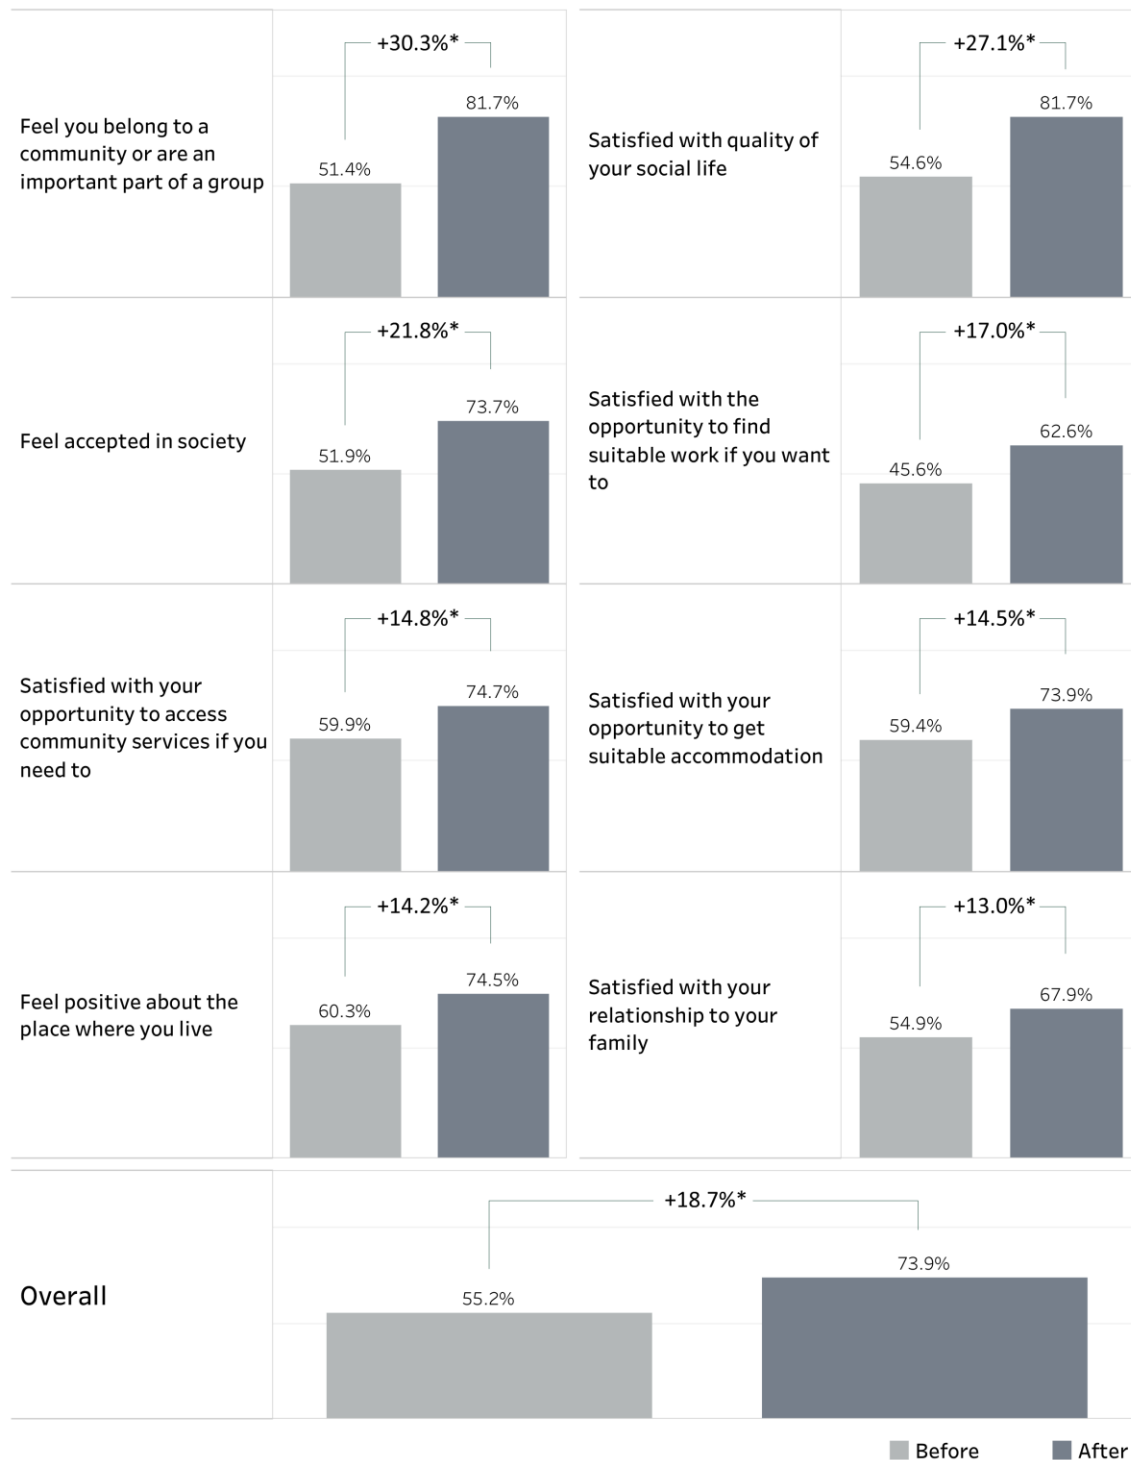 +30.3%*
81.7%
51.4%
Feel you belong to a
community or are an
important part of a group
+27.1%*
81.7%
54.6%
Satisfied with quality of
your social life
+21.8%*
73.7%
51.9%
Feel accepted in society
+17.0%*
62.6%
45.6%
Satisfied with the
opportunity to find
suitable work if you want
to
+14.8%*
74.7%
59.9%
Satisfied with your
opportunity to access
community services if you
need to
+14.5%*
73.9%
59.4%
Satisfied with your
opportunity to get
suitable accommodation
+14.2%*
74.5%
60.3%
Feel positive about the
place where you live
+13.0%*
67.9%
54.9%
Satisfied with your
relationship to your
family
+18.7%*
73.9%
55.2%
Overall
Before
After